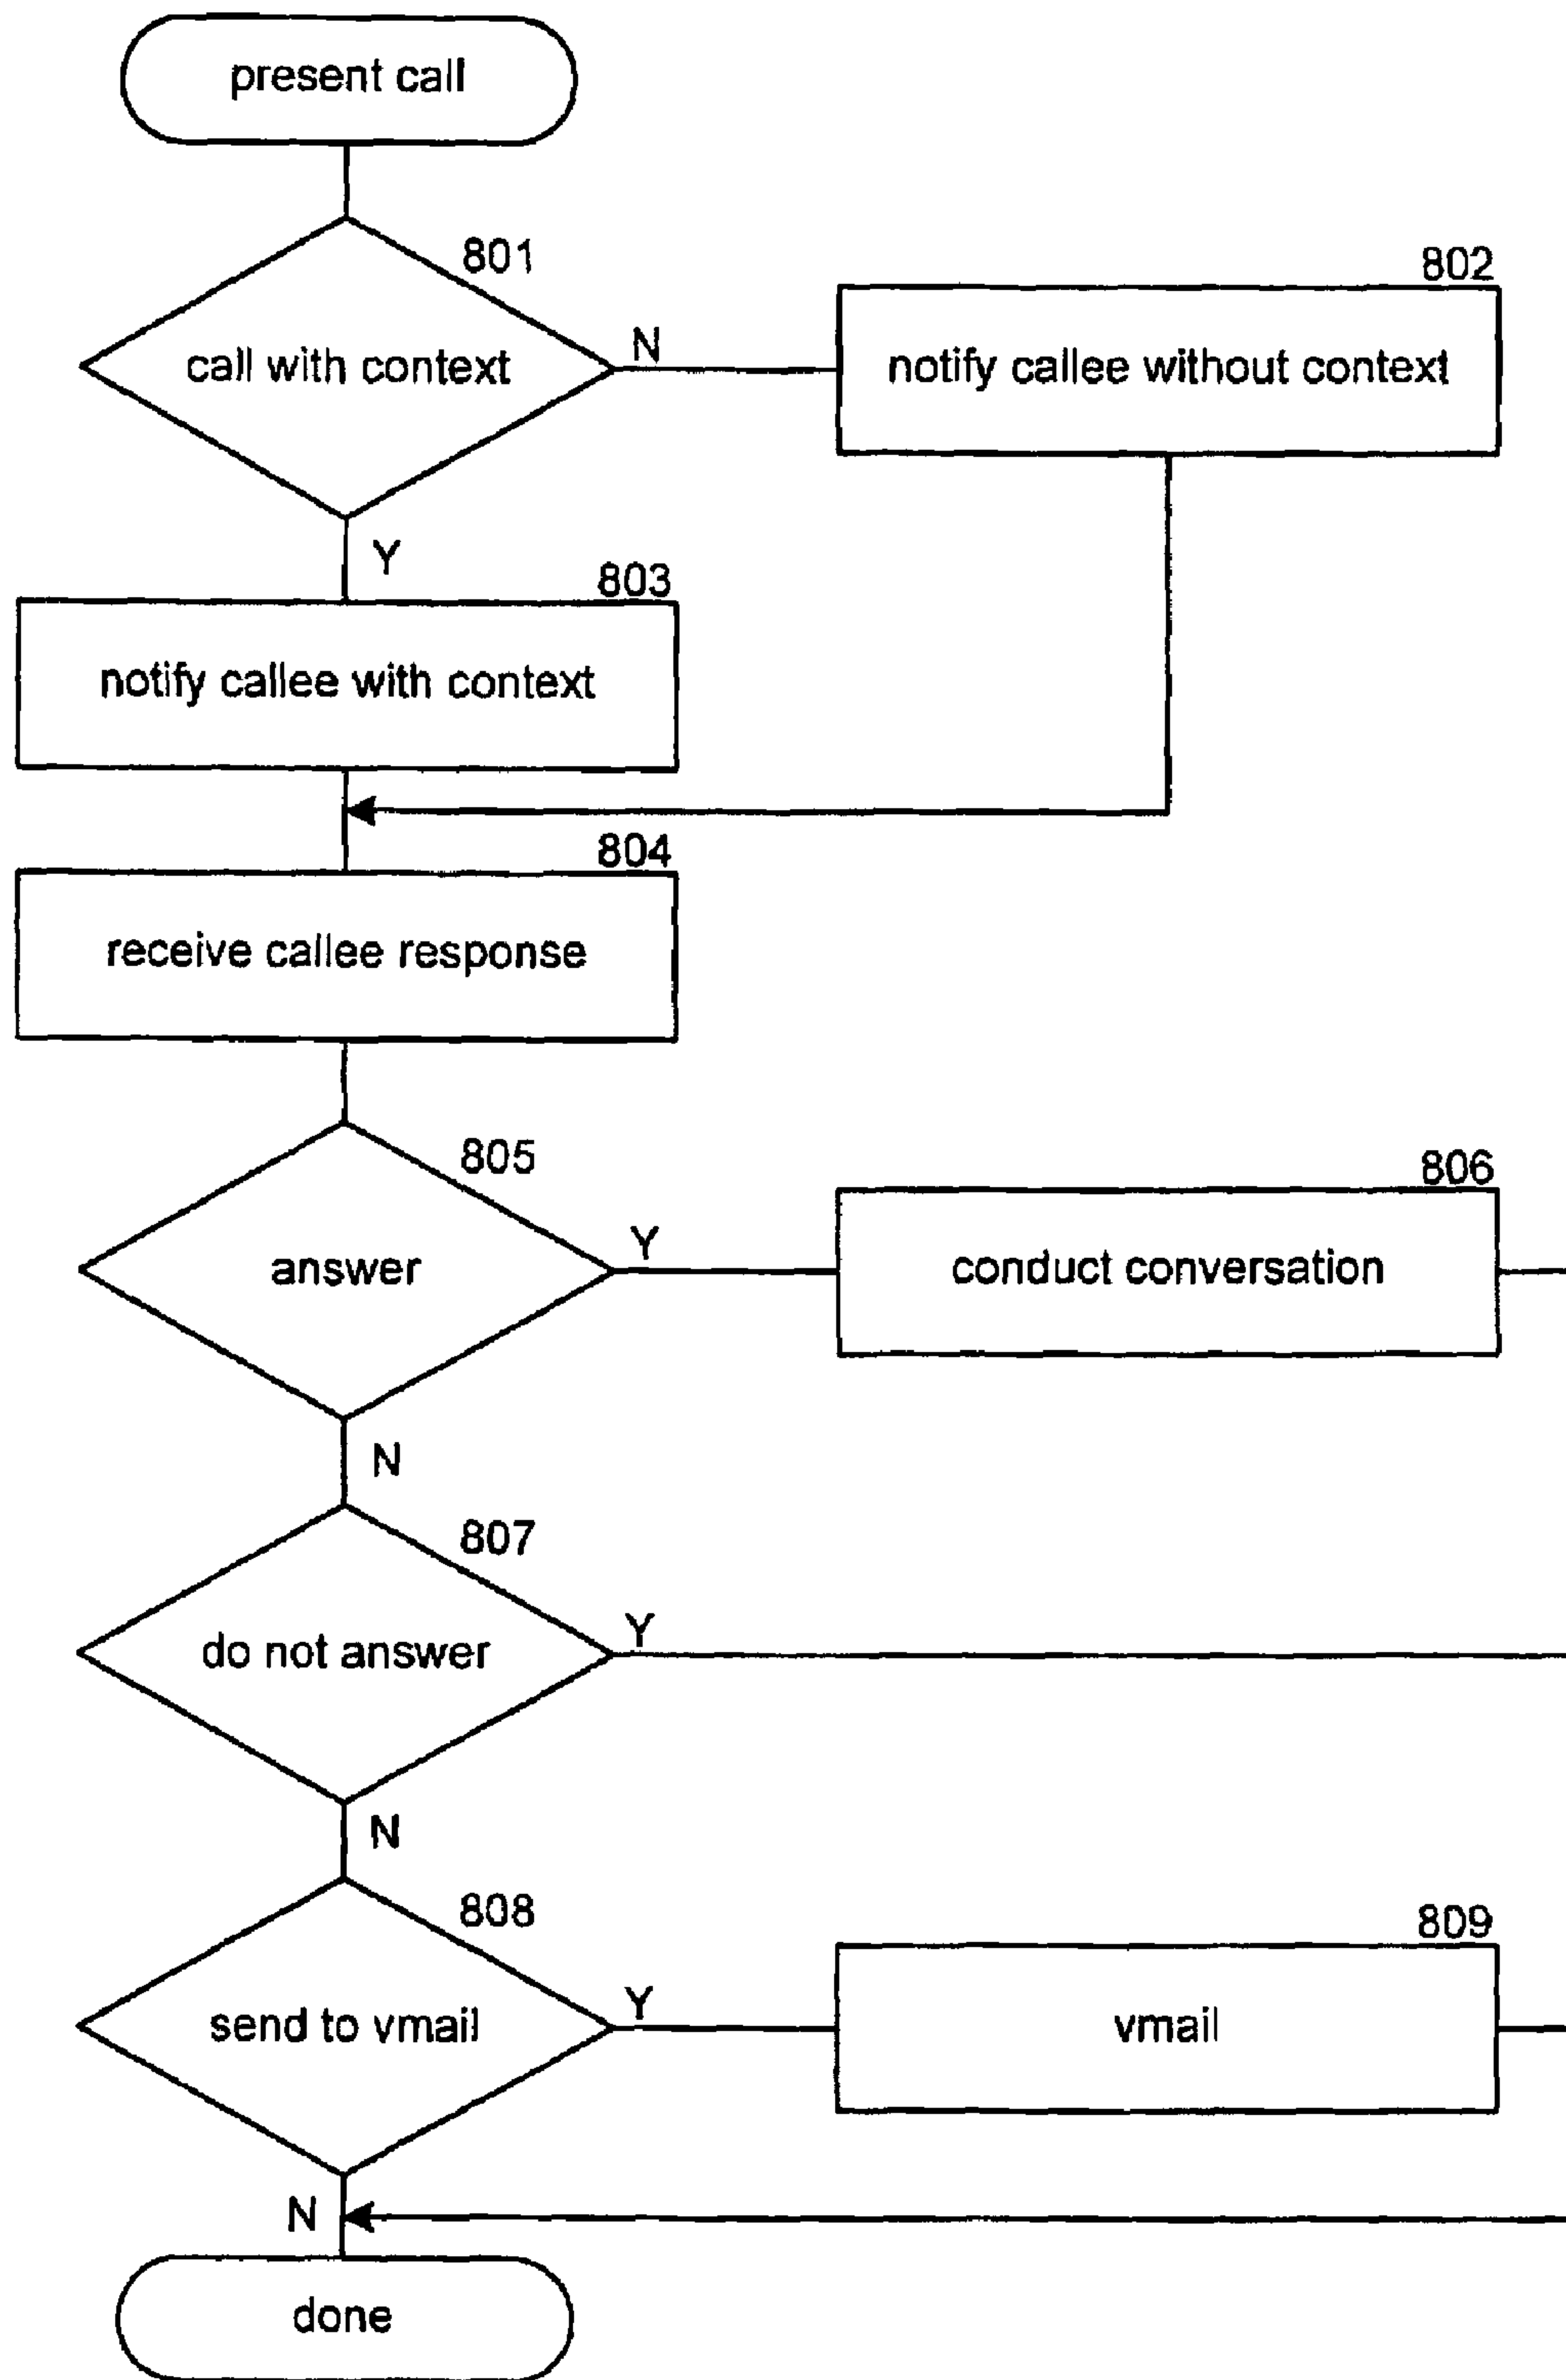 present call
801
call with context
N
802
notify callee without context
Y
803
notify callee with context
804
receive callee response
805
answer
Y
806
conduct conversation
N
807
do not answer
Y
N
808
send to vmail
Y
809
vmail
N
done